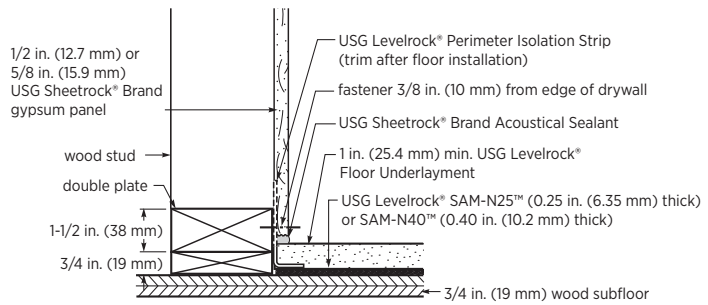 1/2 in. (12.7 mm) or
5/8 in. (15.9 mm)
USG Sheetrock® Brand
gypsum panel
wood stud
double plate
1-1/2 in. (38 mm)
3/4 in. (19 mm)
USG Levelrock® Perimeter Isolation Strip
(trim after floor installation)
fastener 3/8 in. (10 mm) from edge of drywall
USG Sheetrock® Brand Acoustical Sealant
1 in. (25.4 mm) min. USG Levelrock®
Floor Underlayment
USG Levelrock® SAM-N25™ (0.25 in. (6.35 mm) thick)
or SAM-N40™ (0.40 in. (10.2 mm) thick)
3/4 in. (19 mm) wood subfloor